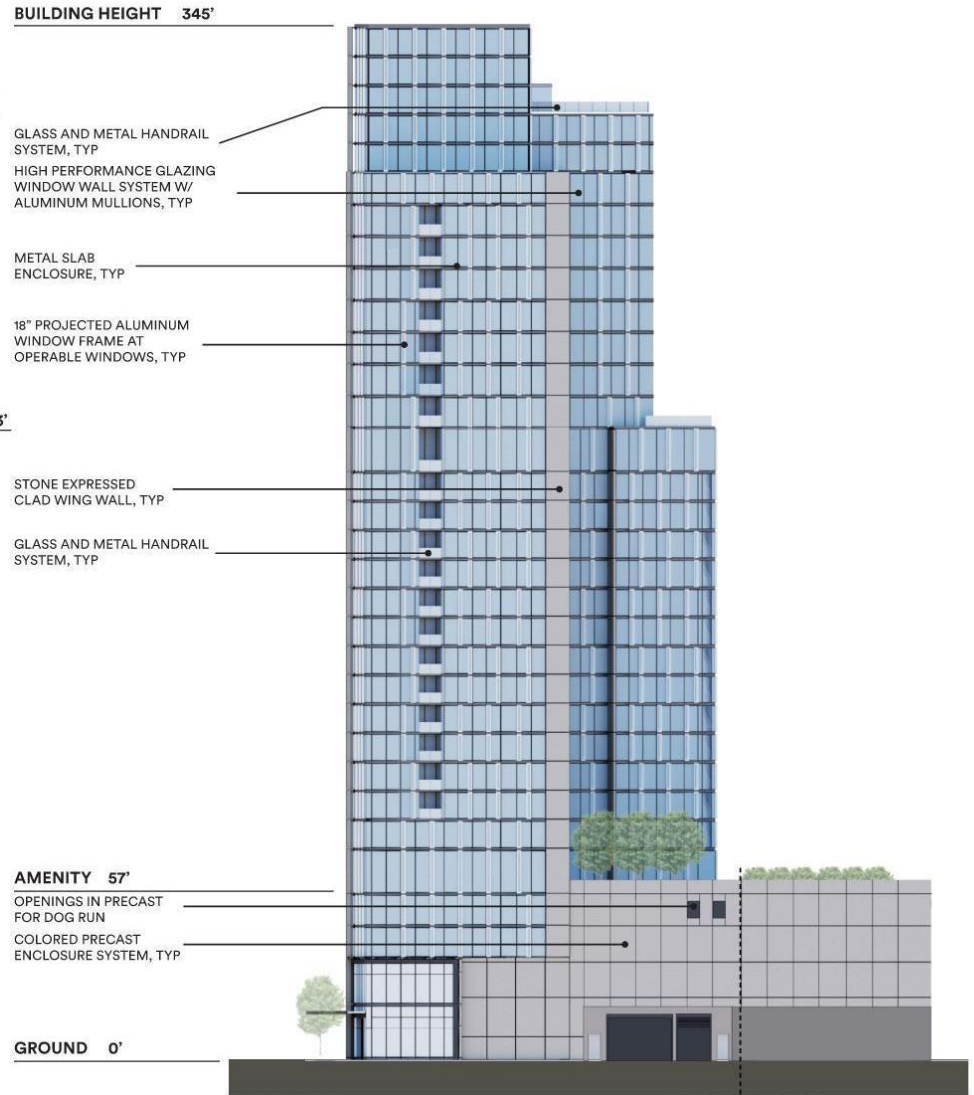 BUILDING HEIGHT 345'
GLASS AND METAL HANDRAIL
SYSTEM, TYP
HIGH PERFORMANCE GLAZING
WINDOW WALL SYSTEM W/
ALUMINUM MULLIONS, TYP
METAL SLAB
ENCLOSURE, TYP
18" PROJECTED ALUMINUM
WINDOW FRAME AT
OPERABLE WINDOWS, TYP
STONE EXPRESSED
CLAD WING WALL, TYP
GLASS AND METAL HANDRAIL
SYSTEM, TYP
AMENITY 57'
OPENINGS IN PRECAST
FOR DOG RUN
COLORED PRECAST
ENCLOSURE SYSTEM, TYP
GROUND 0'